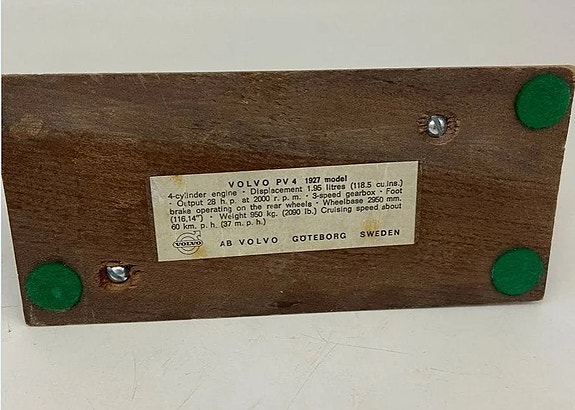 VOLVO PV 4 1927 model
4-cylinder engine · Displacement 1.95 litres (118.5 cu.ins.)
· Output 28 h.p. at 2000 r.p.m. · 3-speed gearbox · Foot
brake operating on the rear wheels · Wheelbase 2950 mm.
(116.14") · Weight 950 kg. (2090 lb.) Cruising speed about
60 km. p. h. (37 m. p. h.)
VOLVO AB VOLVO GÖTEBORG SWEDEN